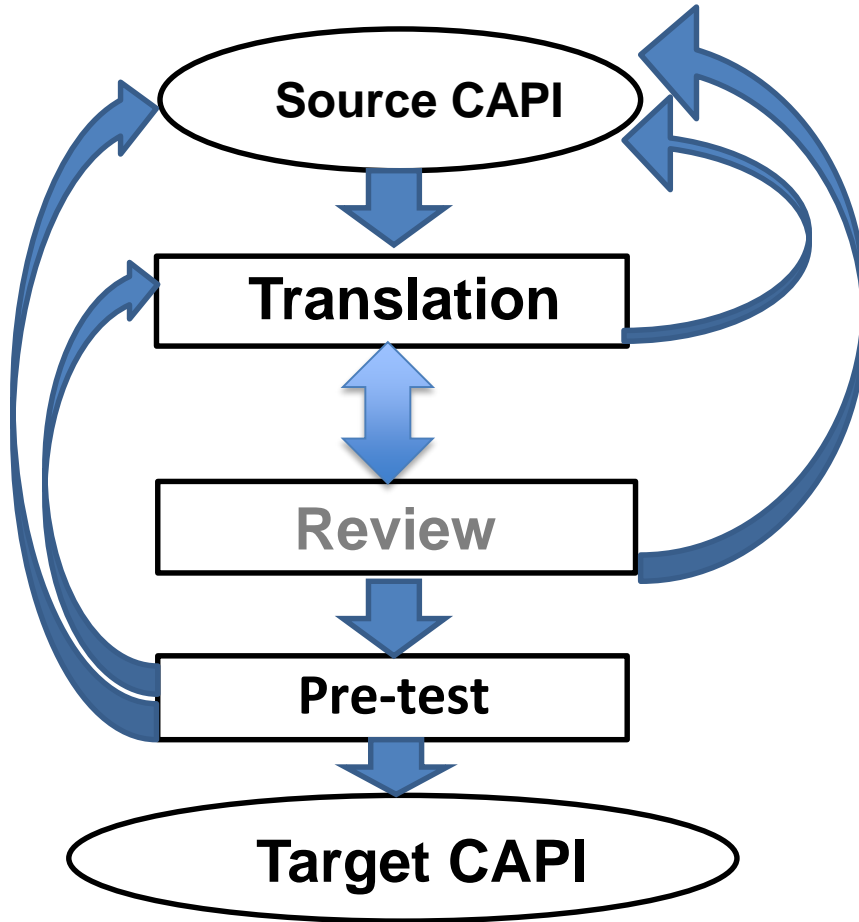 Source CAPI
Translation
Review
Pre-test
Target CAPI